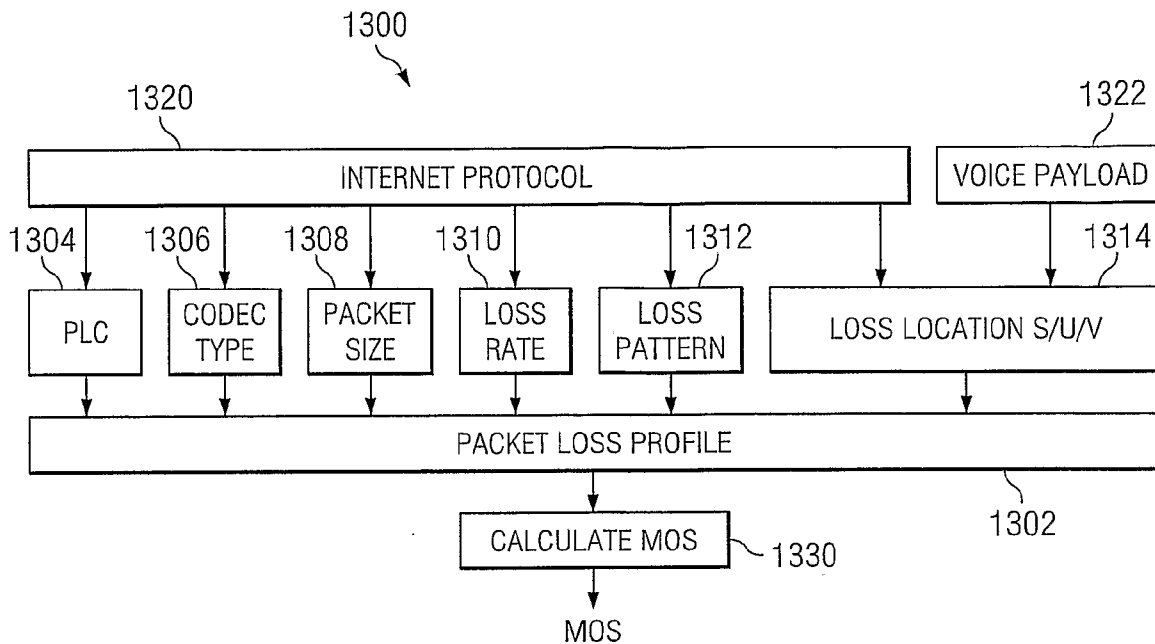 1300
1320
1322
INTERNET PROTOCOL
VOICE PAYLOAD
1304
1306
1308
1310
1312
1314
PLC
CODEC
TYPE
PACKET
SIZE
LOSS
RATE
LOSS
PATTERN
LOSS LOCATION S/U/V
PACKET LOSS PROFILE
1302
CALCULATE MOS
1330
MOS